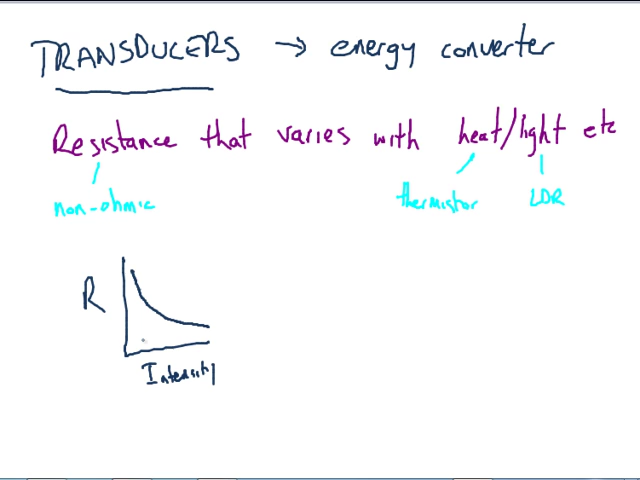 TRANSDUCERS → energy converter
Resistance that varies with heat/light etc
non-ohmic thermistor LDR
R
Intensity